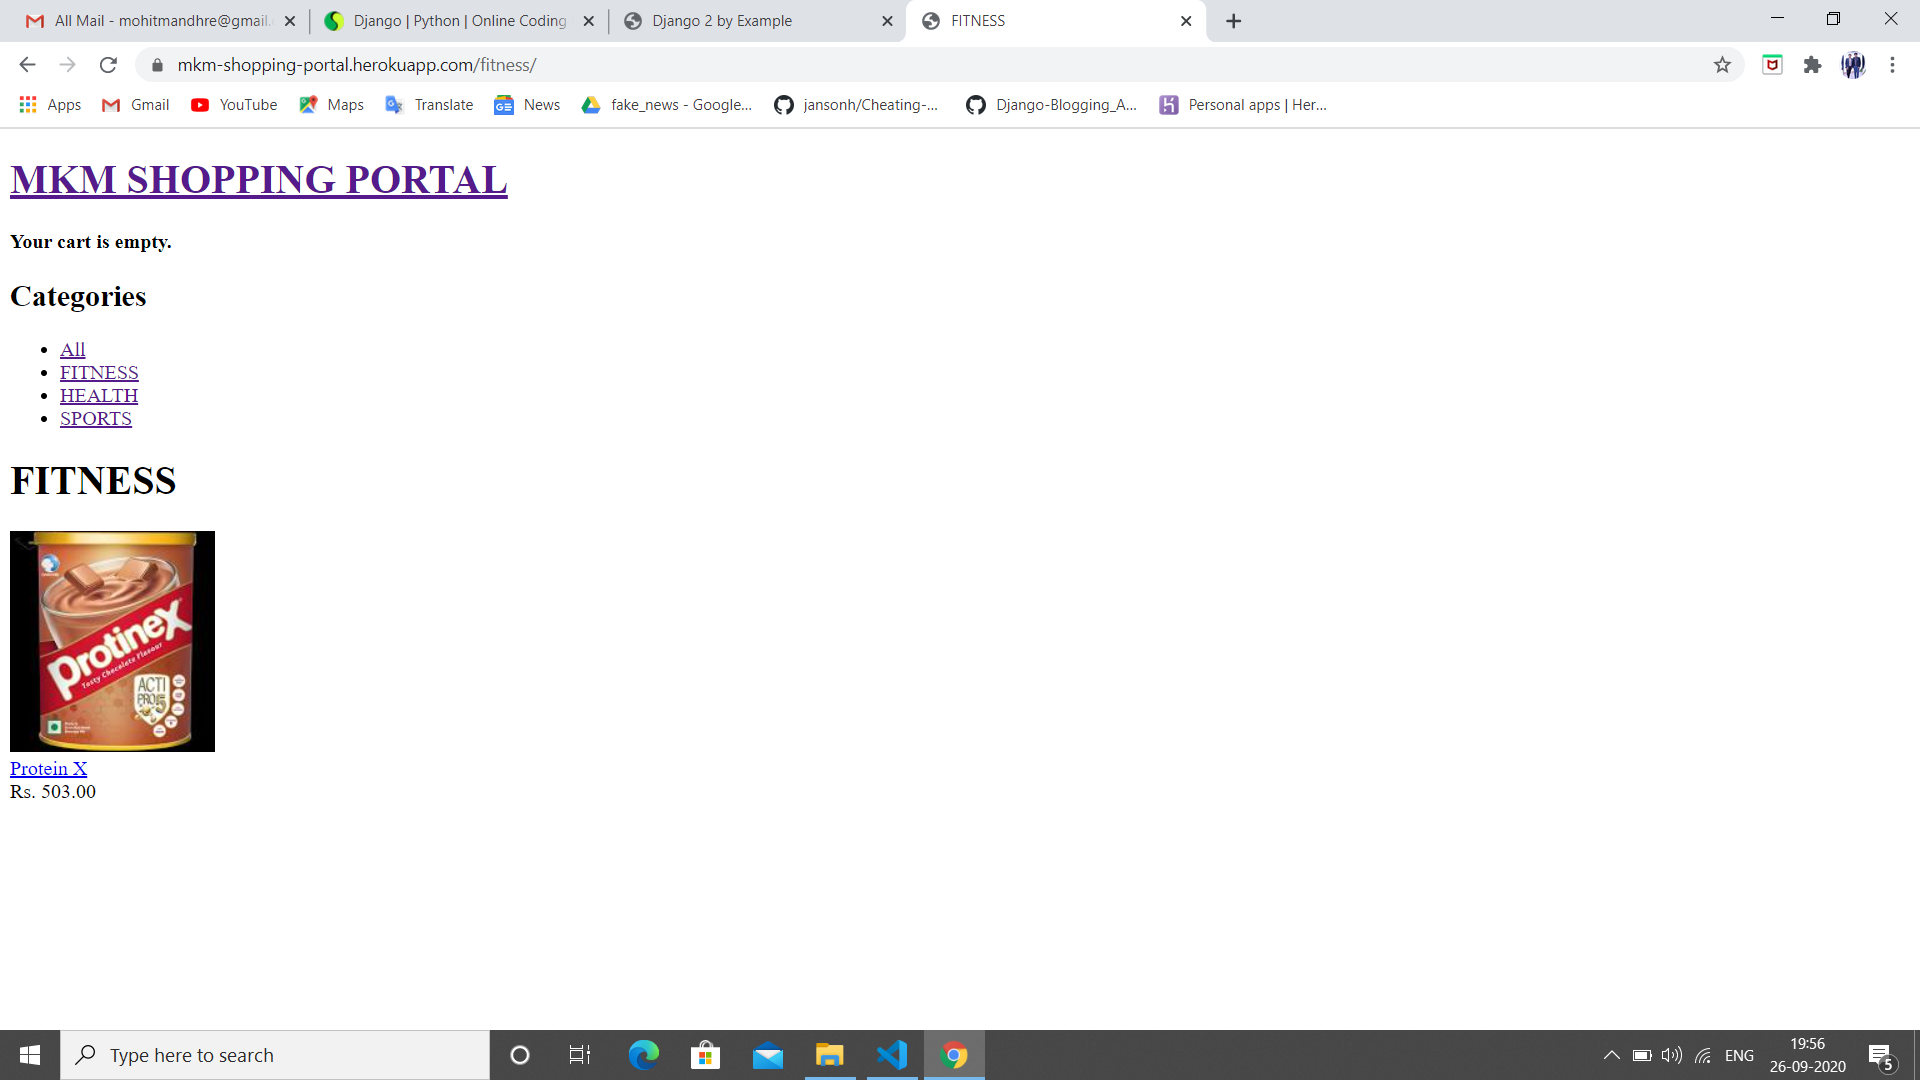 All Mail - mohitmandhre@gmail.
Django | Python | Online Coding
Django 2 by Example
FITNESS
mkm-shopping-portal.herokuapp.com/fitness/
Apps
Gmail
YouTube
Maps
Translate
News
fake_news - Google...
jansonh/Cheating-...
Django-Blogging_A...
Personal apps | Her...
MKM SHOPPING PORTAL
Your cart is empty.
Categories
All
FITNESS
HEALTH
SPORTS
FITNESS
Protinex
Tasty Chocolate Flavour
ACTI
PRO5
Protein X
Rs. 503.00
Type here to search
ENG
19:56
26-09-2020
5